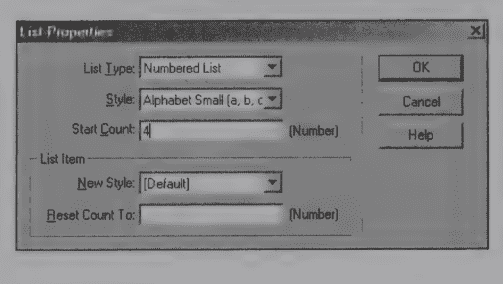 List Properties
List Type: Numbered List
Style: Alphabet Small (a, b, c
Start Count: 4 (Number)
List Item
New Style: [Default]
Reset Count To: (Number)
OK
Cancel
Help